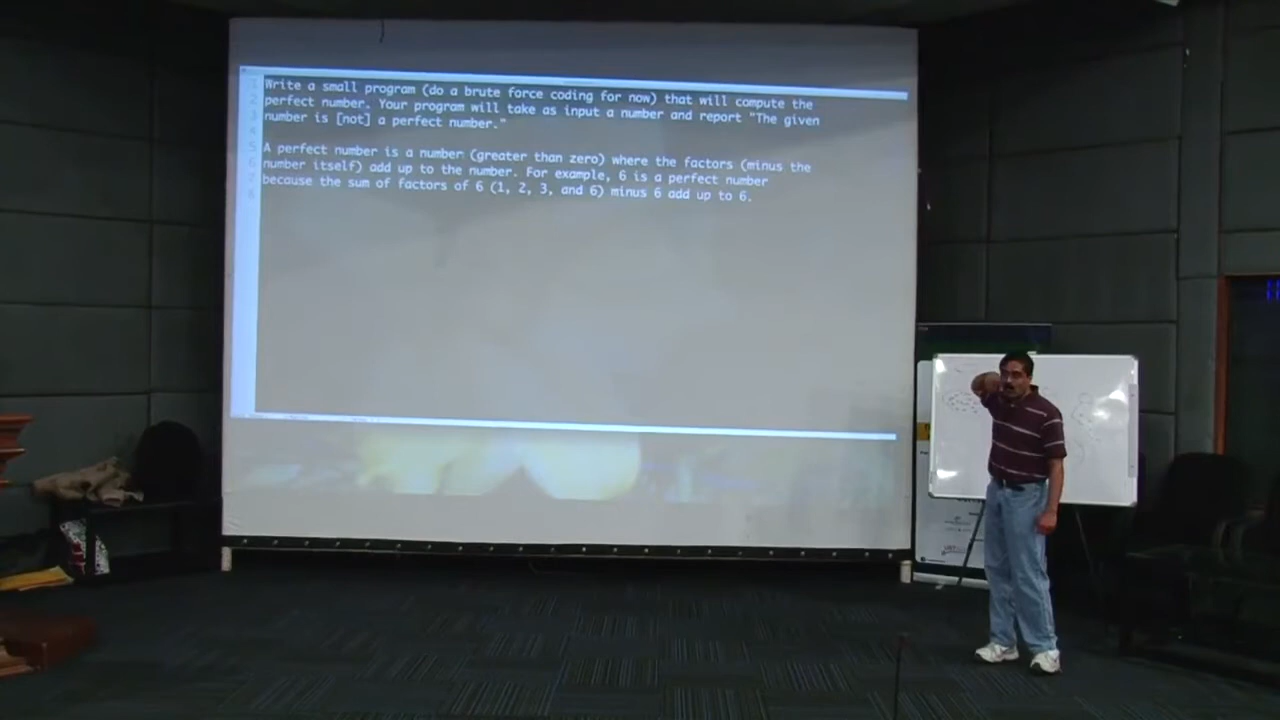 Write a small program (do a brute force coding for now) that will compute the
perfect number. Your program will take as input a number and report "The given
number is [not] a perfect number."
A perfect number is a number (greater than zero) where the factors (minus the
number itself) add up to the number. For example, 6 is a perfect number
because the sum of factors of 6 (1, 2, 3, and 6) minus 6 add up to 6.